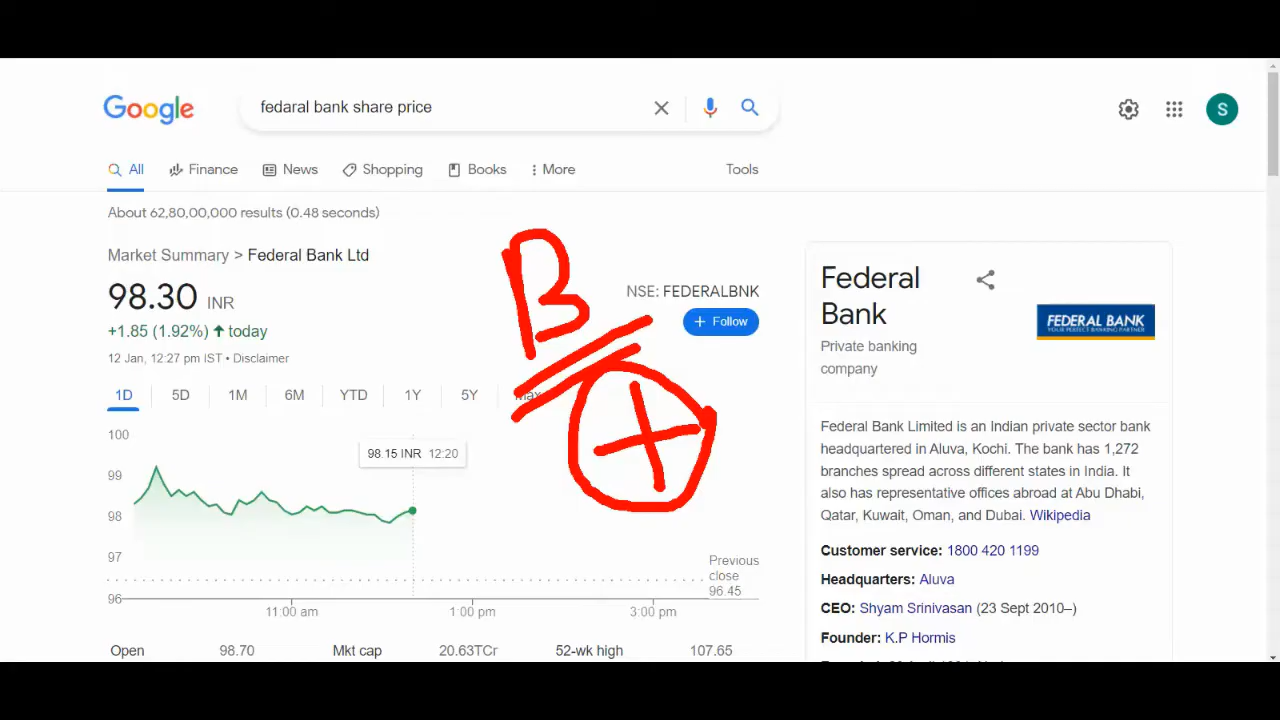 Google
fedaral bank share price
S
All
Finance
News
Shopping
Books
More
Tools
About 62,80,00,000 results (0.48 seconds)
Market Summary > Federal Bank Ltd
98.30 INR
+1.85 (1.92%) today
12 Jan, 12:27 pm IST • Disclaimer
NSE: FEDERALBNK
+ Follow
B
1D 5D 1M 6M YTD 1Y 5Y Max
98.15 INR 12:20
100
99
98
97
96
Previous
close
96.45
11:00 am 1:00 pm 3:00 pm
Open 98.70 Mkt cap 20.63TCr 52-wk high 107.65
Federal
Bank
Private banking
company
FEDERAL BANK
YOUR PERFECT BANKING PARTNER
Federal Bank Limited is an Indian private sector bank
headquartered in Aluva, Kochi. The bank has 1,272
branches spread across different states in India. It
also has representative offices abroad at Abu Dhabi,
Qatar, Kuwait, Oman, and Dubai. Wikipedia
Customer service: 1800 420 1199
Headquarters: Aluva
CEO: Shyam Srinivasan (23 Sept 2010–)
Founder: K.P Hormis